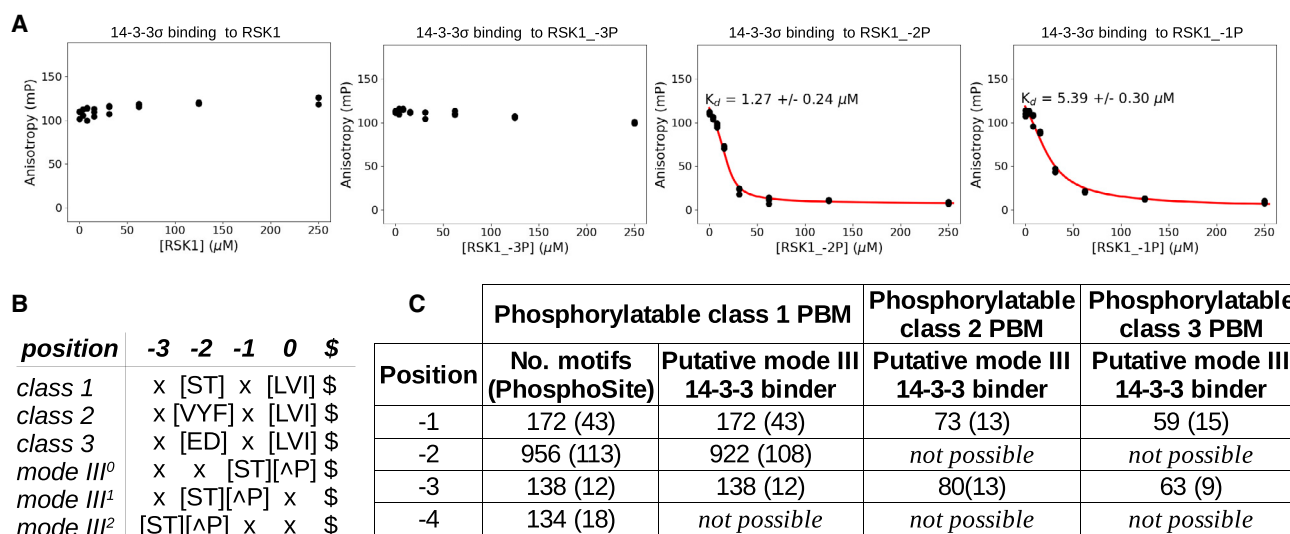 A
14-3-3σ binding to RSK1
150
100
50
0
Anisotropy (mP)
0 50 100 150 200 250
[RSK1] (μM)
14-3-3σ binding to RSK1_-3P
150
100
50
0
Anisotropy (mP)
0 50 100 150 200 250
[RSK1_-3P] (μM)
14-3-3σ binding to RSK1_-2P
150
100
50
0
Anisotropy (mP)
K_d = 1.27 +/- 0.24 μM
0 50 100 150 200 250
[RSK1_-2P] (μM)
14-3-3σ binding to RSK1_-1P
150
100
50
0
Anisotropy (mP)
K_d = 5.39 +/- 0.30 μM
0 50 100 150 200 250
[RSK1_-1P] (μM)
B
position -3 -2 -1 0 $
class 1 x [ST] x [LVI] $
class 2 x [VYF] x [LVI] $
class 3 x [ED] x [LVI] $
mode III⁰ x x [ST][^P] $
mode III¹ x [ST][^P] x $
mode III² [ST][^P] x x $
C
Phosphorylatable class 1 PBM
Phosphorylatable
class 2 PBM
Phosphorylatable
class 3 PBM
Position
No. motifs
(PhosphoSite)
Putative mode III
14-3-3 binder
Putative mode III
14-3-3 binder
Putative mode III
14-3-3 binder
-1 172 (43) 172 (43) 73 (13) 59 (15)
-2 956 (113) 922 (108) not possible not possible
-3 138 (12) 138 (12) 80(13) 63 (9)
-4 134 (18) not possible not possible not possible